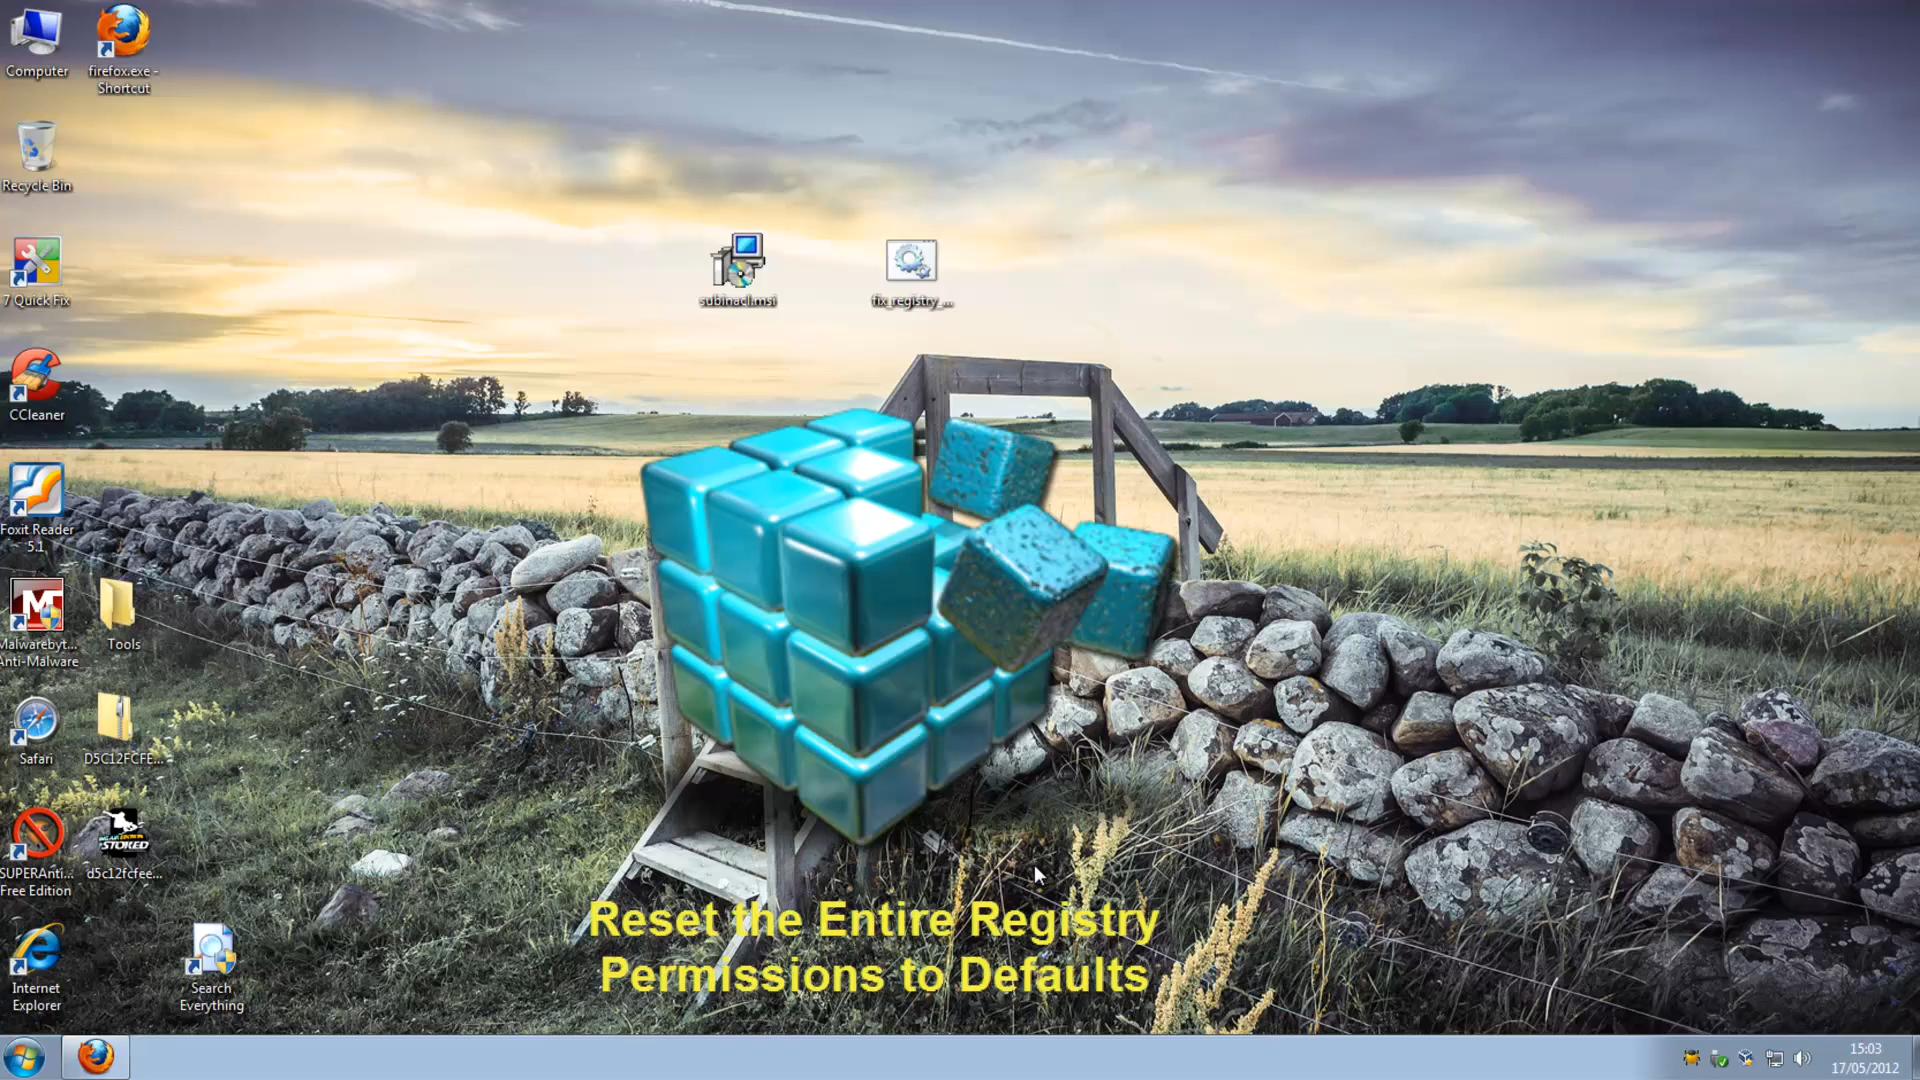 Computer
firefox.exe -
Shortcut
Recycle Bin
7 Quick Fix
CCleaner
Foxit Reader
5.1
Malwarebyt...
Anti-Malware
Tools
Safari
D5C12FCFE...
SUPERAnti...
Free Edition
STOKED
d5c12fcfee...
Internet
Explorer
Search
Everything
subinacl.msi
fix_registry_...
Reset the Entire Registry
Permissions to Defaults
15:03
17/05/2012